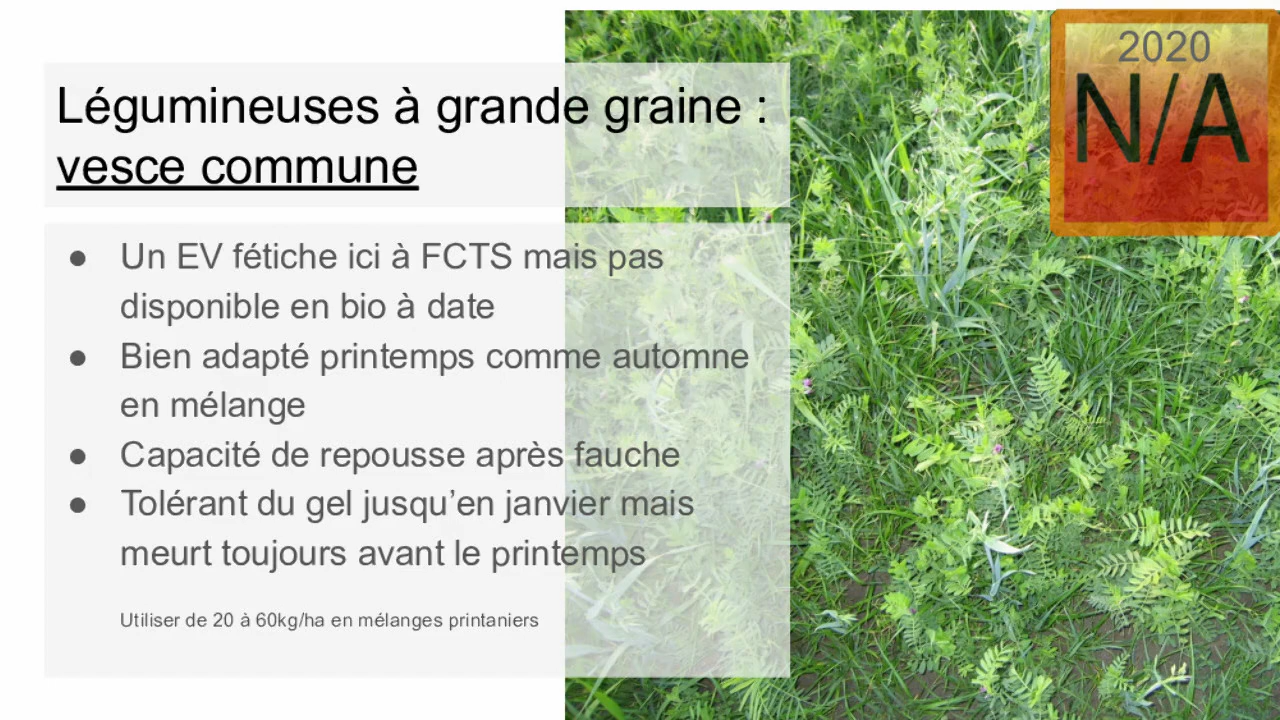 2020
N/A
Légumineuses à grande graine :
vesce commune
● Un EV fétiche ici à FCTS mais pas
disponible en bio à date
● Bien adapté printemps comme automne
en mélange
● Capacité de repousse après fauche
● Tolérant du gel jusqu’en janvier mais
meurt toujours avant le printemps
Utiliser de 20 à 60kg/ha en mélanges printaniers